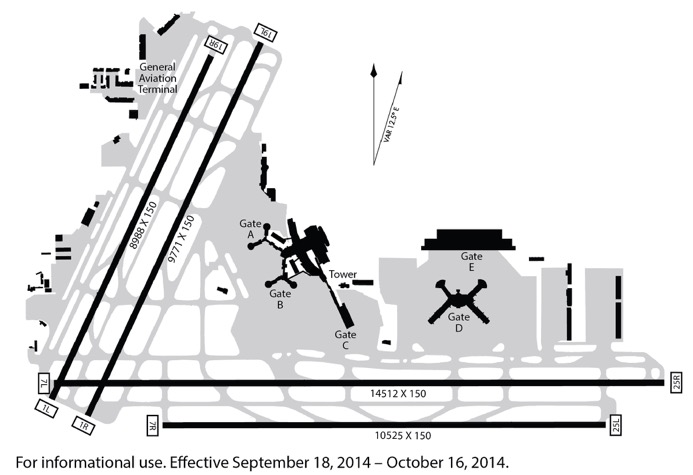 19R
19L
General
Aviation
Terminal
VAR 12.5° E
8988 X 150
9771 X 150
Gate
A
Gate
B
Tower
Gate
C
Gate
E
Gate
D
7L
14512 X 150
25R
1L
1R
7R
10525 X 150
25L
For informational use. Effective September 18, 2014 – October 16, 2014.